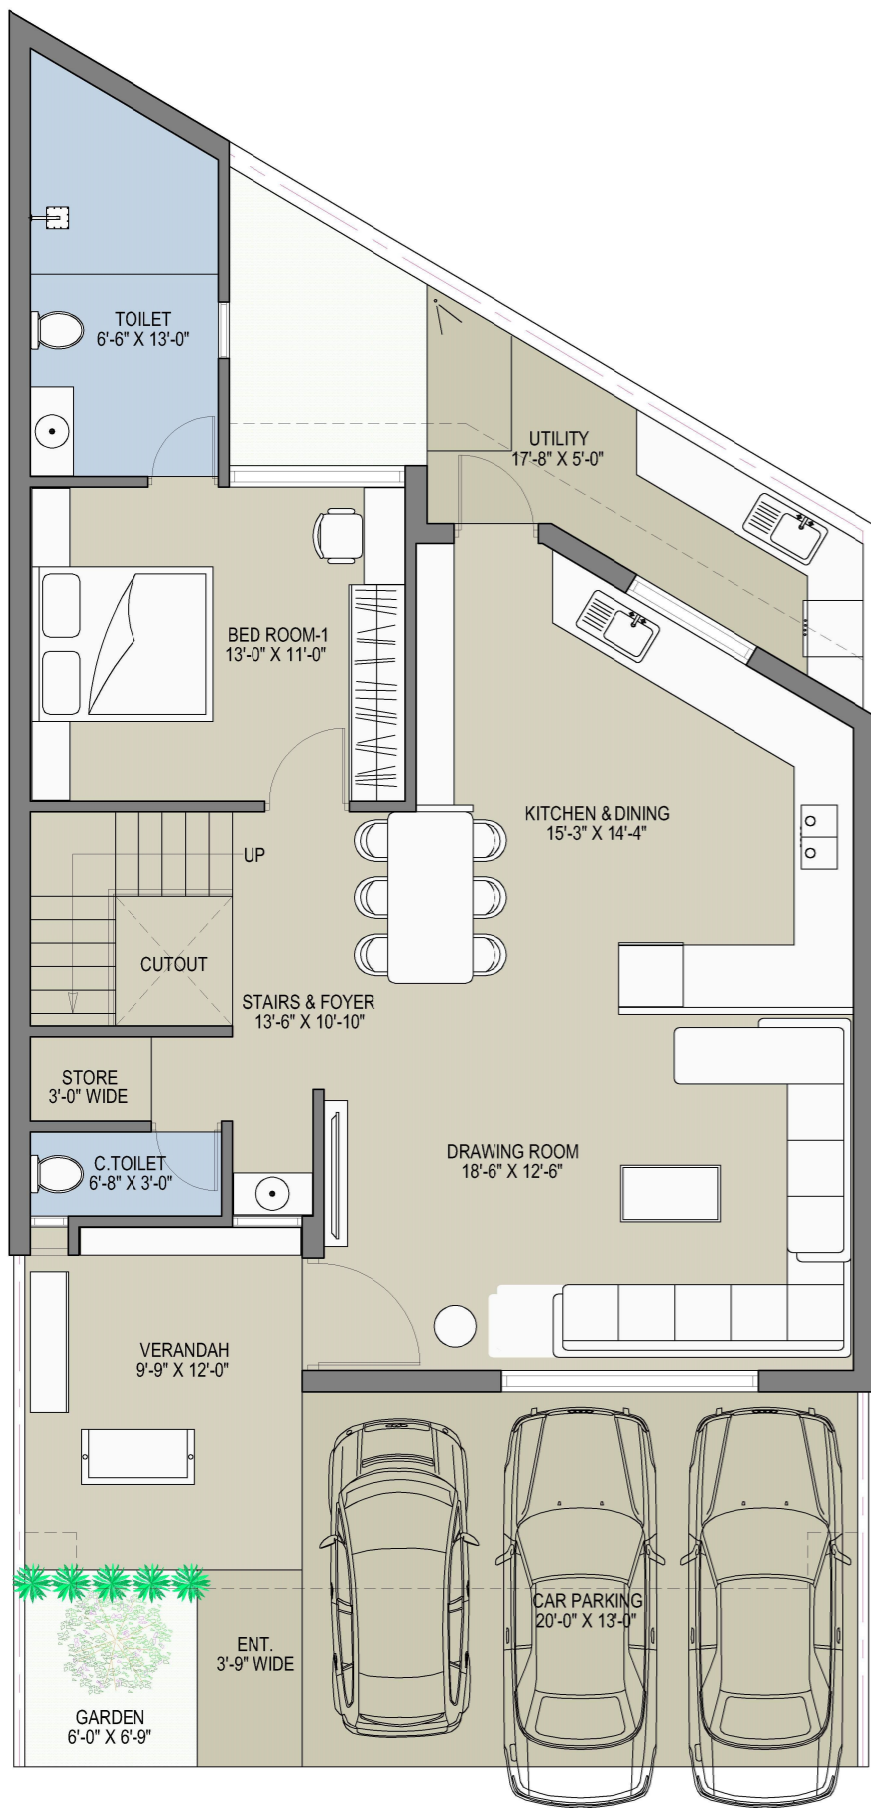 TOILET
6'-6" X 13'-0"
UTILITY
17'-8" X 5'-0"
BED ROOM-1
13'-0" X 11'-0"
KITCHEN & DINING
15'-3" X 14'-4"
UP
CUTOUT
STAIRS & FOYER
13'-6" X 10'-10"
STORE
3'-0" WIDE
C.TOILET
6'-8" X 3'-0"
DRAWING ROOM
18'-6" X 12'-6"
VERANDAH
9'-9" X 12'-0"
CAR PARKING
20'-0" X 13'-0"
ENT.
3'-9" WIDE
GARDEN
6'-0" X 6'-9"